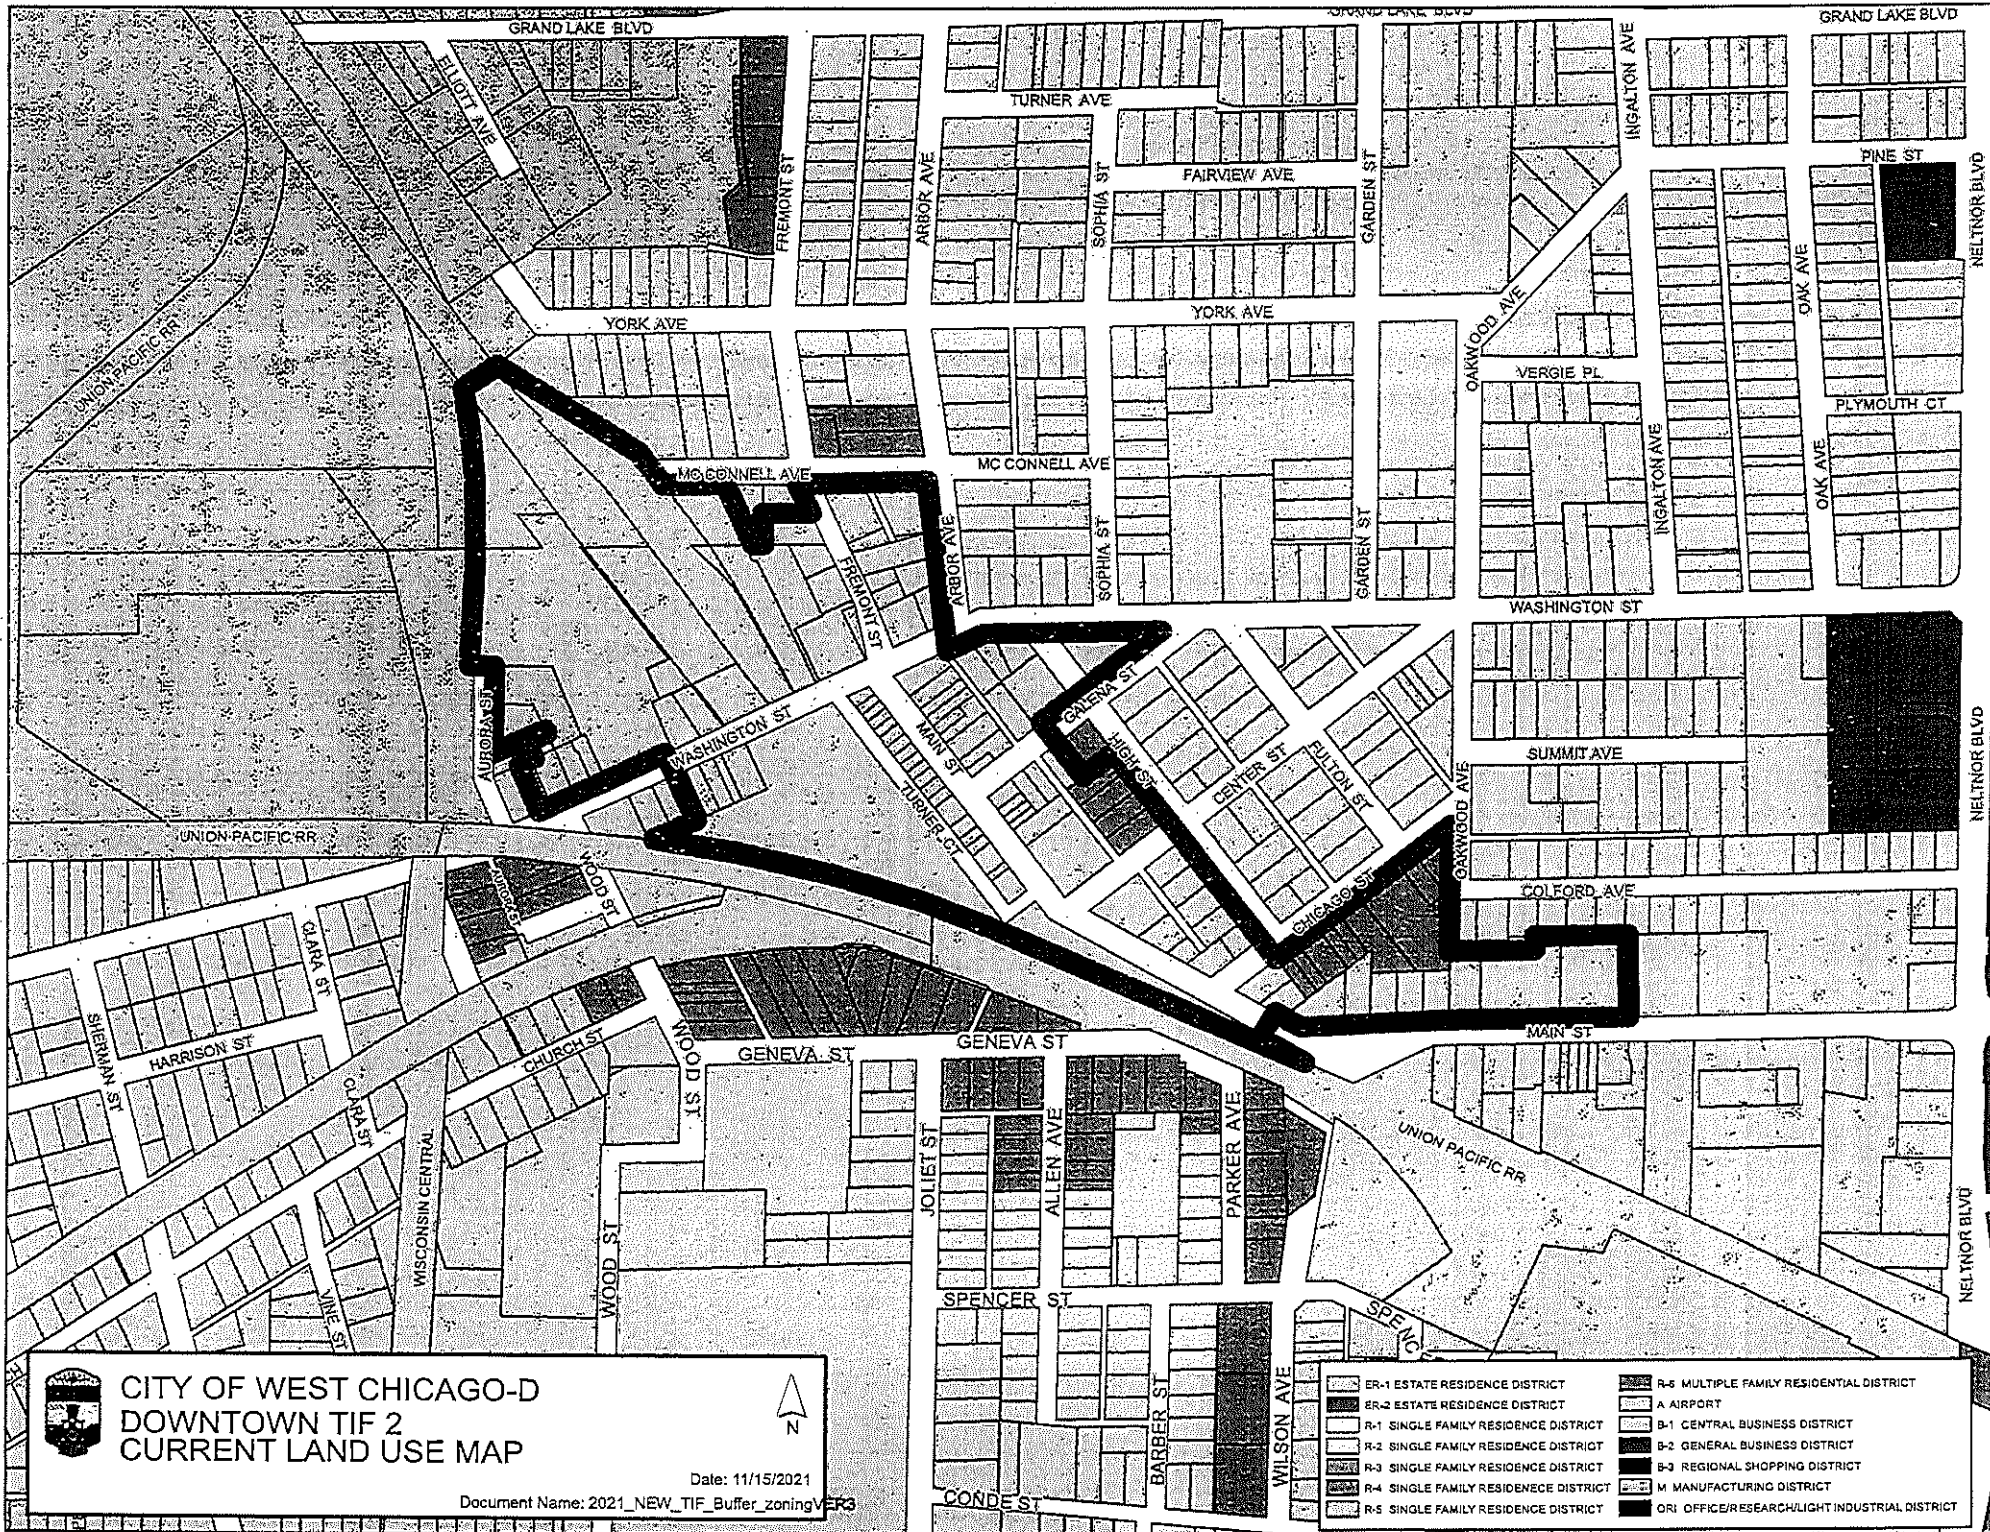 GRAND LAKE BLVD
GRAND LAKE BLVD
GRAND LAKE BLVD
ELLIOTT AVE
INGALTON AVE
TURNER AVE
FREMONT ST
ARBOR AVE
SOPHIA ST
FAIRVIEW AVE
GARDEN ST
PINE ST
NELTNOR BLVD
OAK AVE
UNION PACIFIC RR
YORK AVE
YORK AVE
OAKWOOD AVE
VERGIE PL
PLYMOUTH CT
MC CONNELL AVE
MC CONNELL AVE
INGALTON AVE
OAK AVE
ARBOR AVE
SOPHIA ST
GARDEN ST
FREMONT ST
WASHINGTON ST
AURORA ST
WASHINGTON ST
GALENA ST
MAIN ST
HIGH ST
CENTER ST
FULTON ST
SUMMIT AVE
NELTNOR BLVD
TURNER CT
OAKWOOD AVE
UNION PACIFIC RR
WOOD ST
AURORA ST
CHICAGO ST
COLFORD AVE
CLARA ST
SHERMAN ST
HARRISON ST
CHURCH ST
WOOD ST
GENEVA ST
GENEVA ST
MAIN ST
CLARA ST
WISCONSIN CENTRAL
JOLIET ST
ALLEN AVE
PARKER AVE
UNION PACIFIC RR
NELTNOR BLVD
VINE ST
WOOD ST
SPENCER ST
SPENC
BARBER ST
WILSON AVE
CONDE ST
CITY OF WEST CHICAGO-D
DOWNTOWN TIF 2
CURRENT LAND USE MAP
N
Date: 11/15/2021
Document Name: 2021_NEW_TIF_Buffer_zoningVER3
ER-1 ESTATE RESIDENCE DISTRICT
ER-2 ESTATE RESIDENCE DISTRICT
R-1 SINGLE FAMILY RESIDENCE DISTRICT
R-2 SINGLE FAMILY RESIDENCE DISTRICT
R-3 SINGLE FAMILY RESIDENCE DISTRICT
R-4 SINGLE FAMILY RESIDENECE DISTRICT
R-5 SINGLE FAMILY RESIDENCE DISTRICT
R-6 MULTIPLE FAMILY RESIDENTIAL DISTRICT
A AIRPORT
B-1 CENTRAL BUSINESS DISTRICT
B-2 GENERAL BUSINESS DISTRICT
B-3 REGIONAL SHOPPING DISTRICT
M MANUFACTURING DISTRICT
ORI OFFICE/RESEARCH/LIGHT INDUSTRIAL DISTRICT